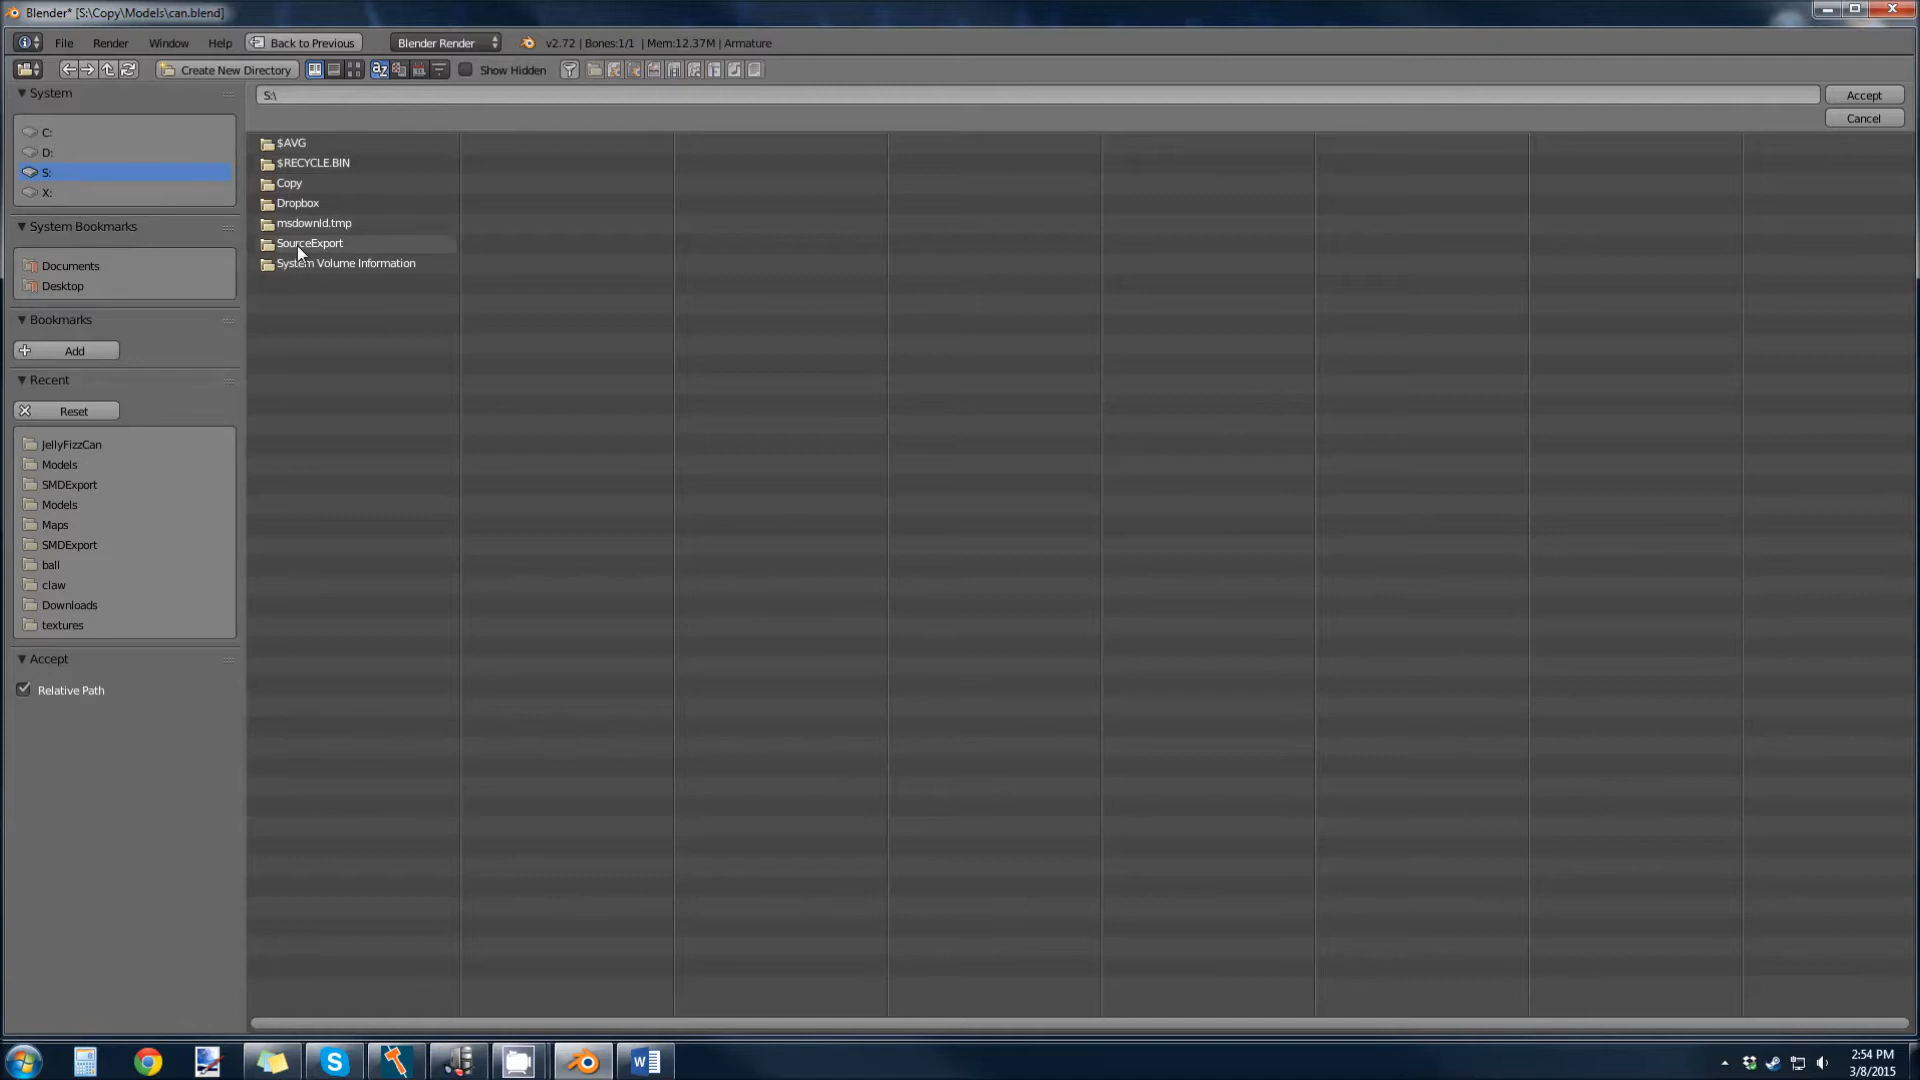 Blender* [S:\Copy\Models\can.blend]
File Render Window Help Back to Previous Blender Render v2.72 | Bones:1/1 | Mem:12.37M | Armature
Create New Directory Show Hidden
System
C:
D:
S:
X:
System Bookmarks
Documents
Desktop
Bookmarks
Add
Recent
Reset
JellyFizzCan
Models
SMDExport
Models
Maps
SMDExport
ball
claw
Downloads
textures
Accept
Relative Path
S:\
Accept
Cancel
$AVG
$RECYCLE.BIN
Copy
Dropbox
msdownld.tmp
SourceExport
System Volume Information
2:54 PM
3/8/2015